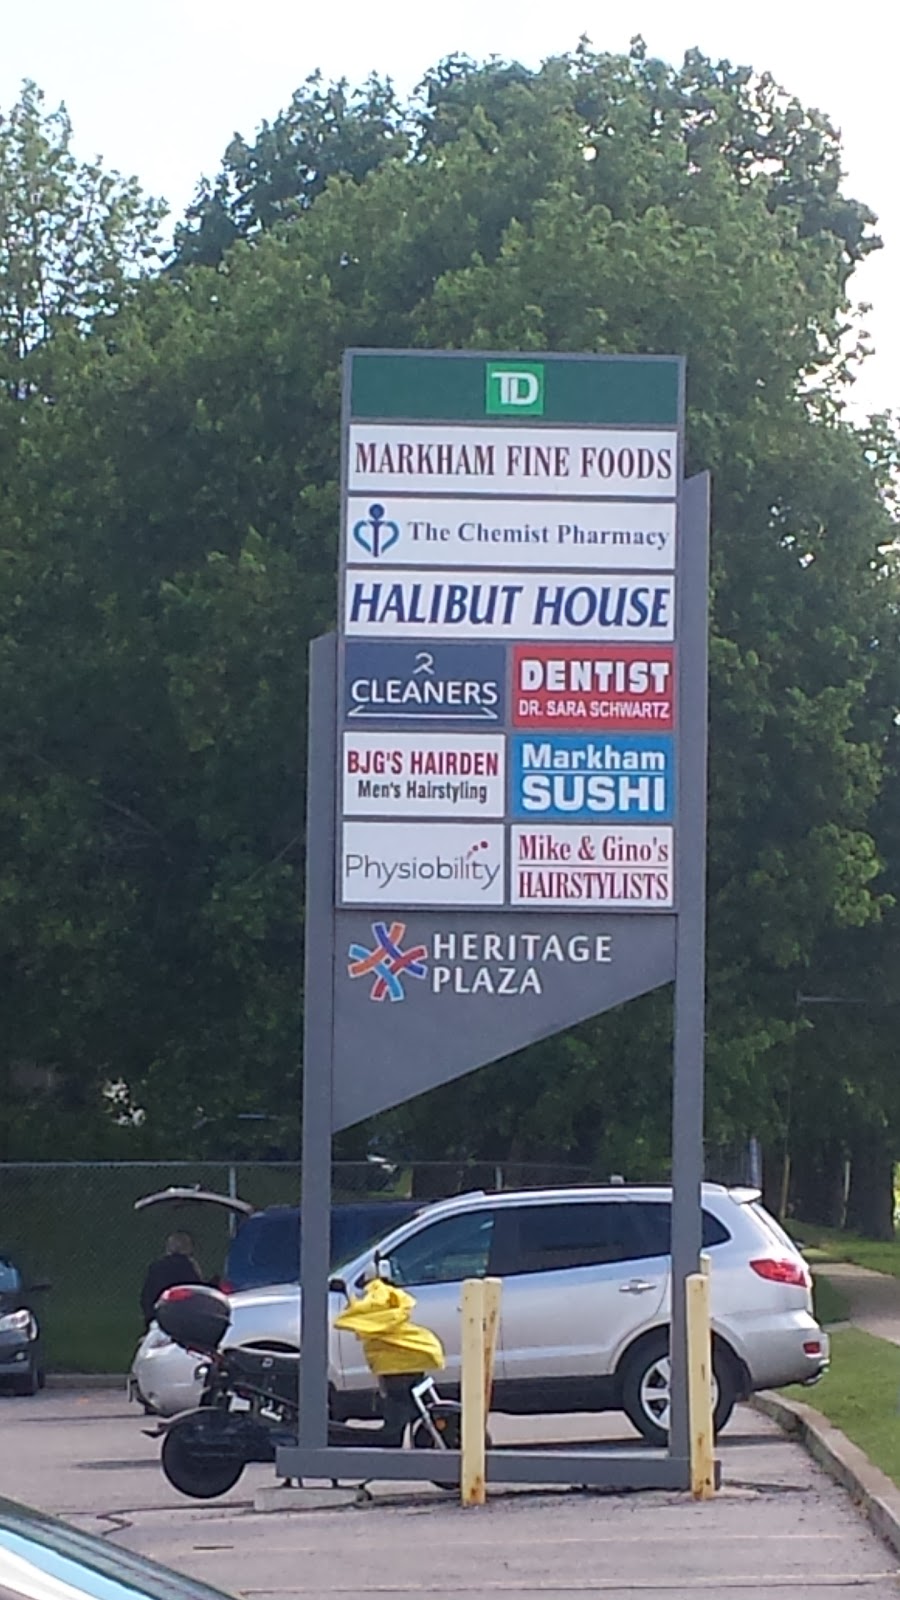 TD
MARKHAM FINE FOODS
The Chemist Pharmacy
HALIBUT HOUSE
CLEANERS
DENTIST
DR. SARA SCHWARTZ
BJG'S HAIRDEN
Men's Hairstyling
Markham
SUSHI
Physiobility
Mike & Gino's
HAIRSTYLISTS
HERITAGE
PLAZA